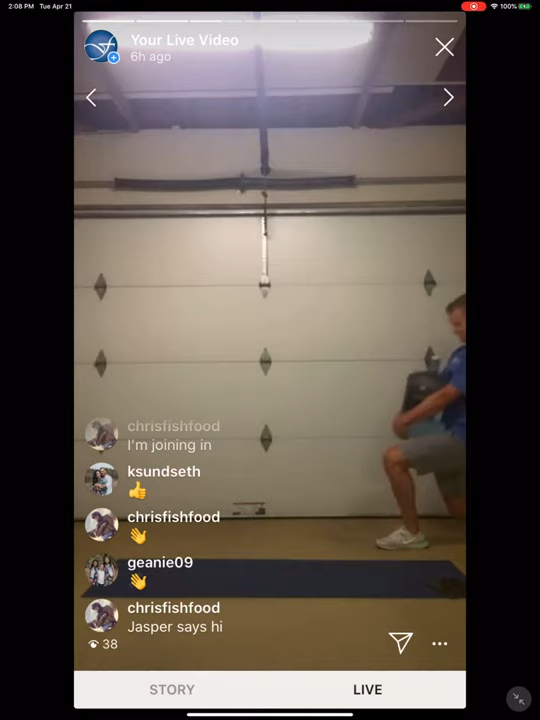 2:08 PM Tue Apr 21
100%
Your Live Video
6h ago
chrisfishfood
I'm joining in
ksundseth
👍
chrisfishfood
👋
geanie09
👋
chrisfishfood
Jasper says hi
38
STORY
LIVE